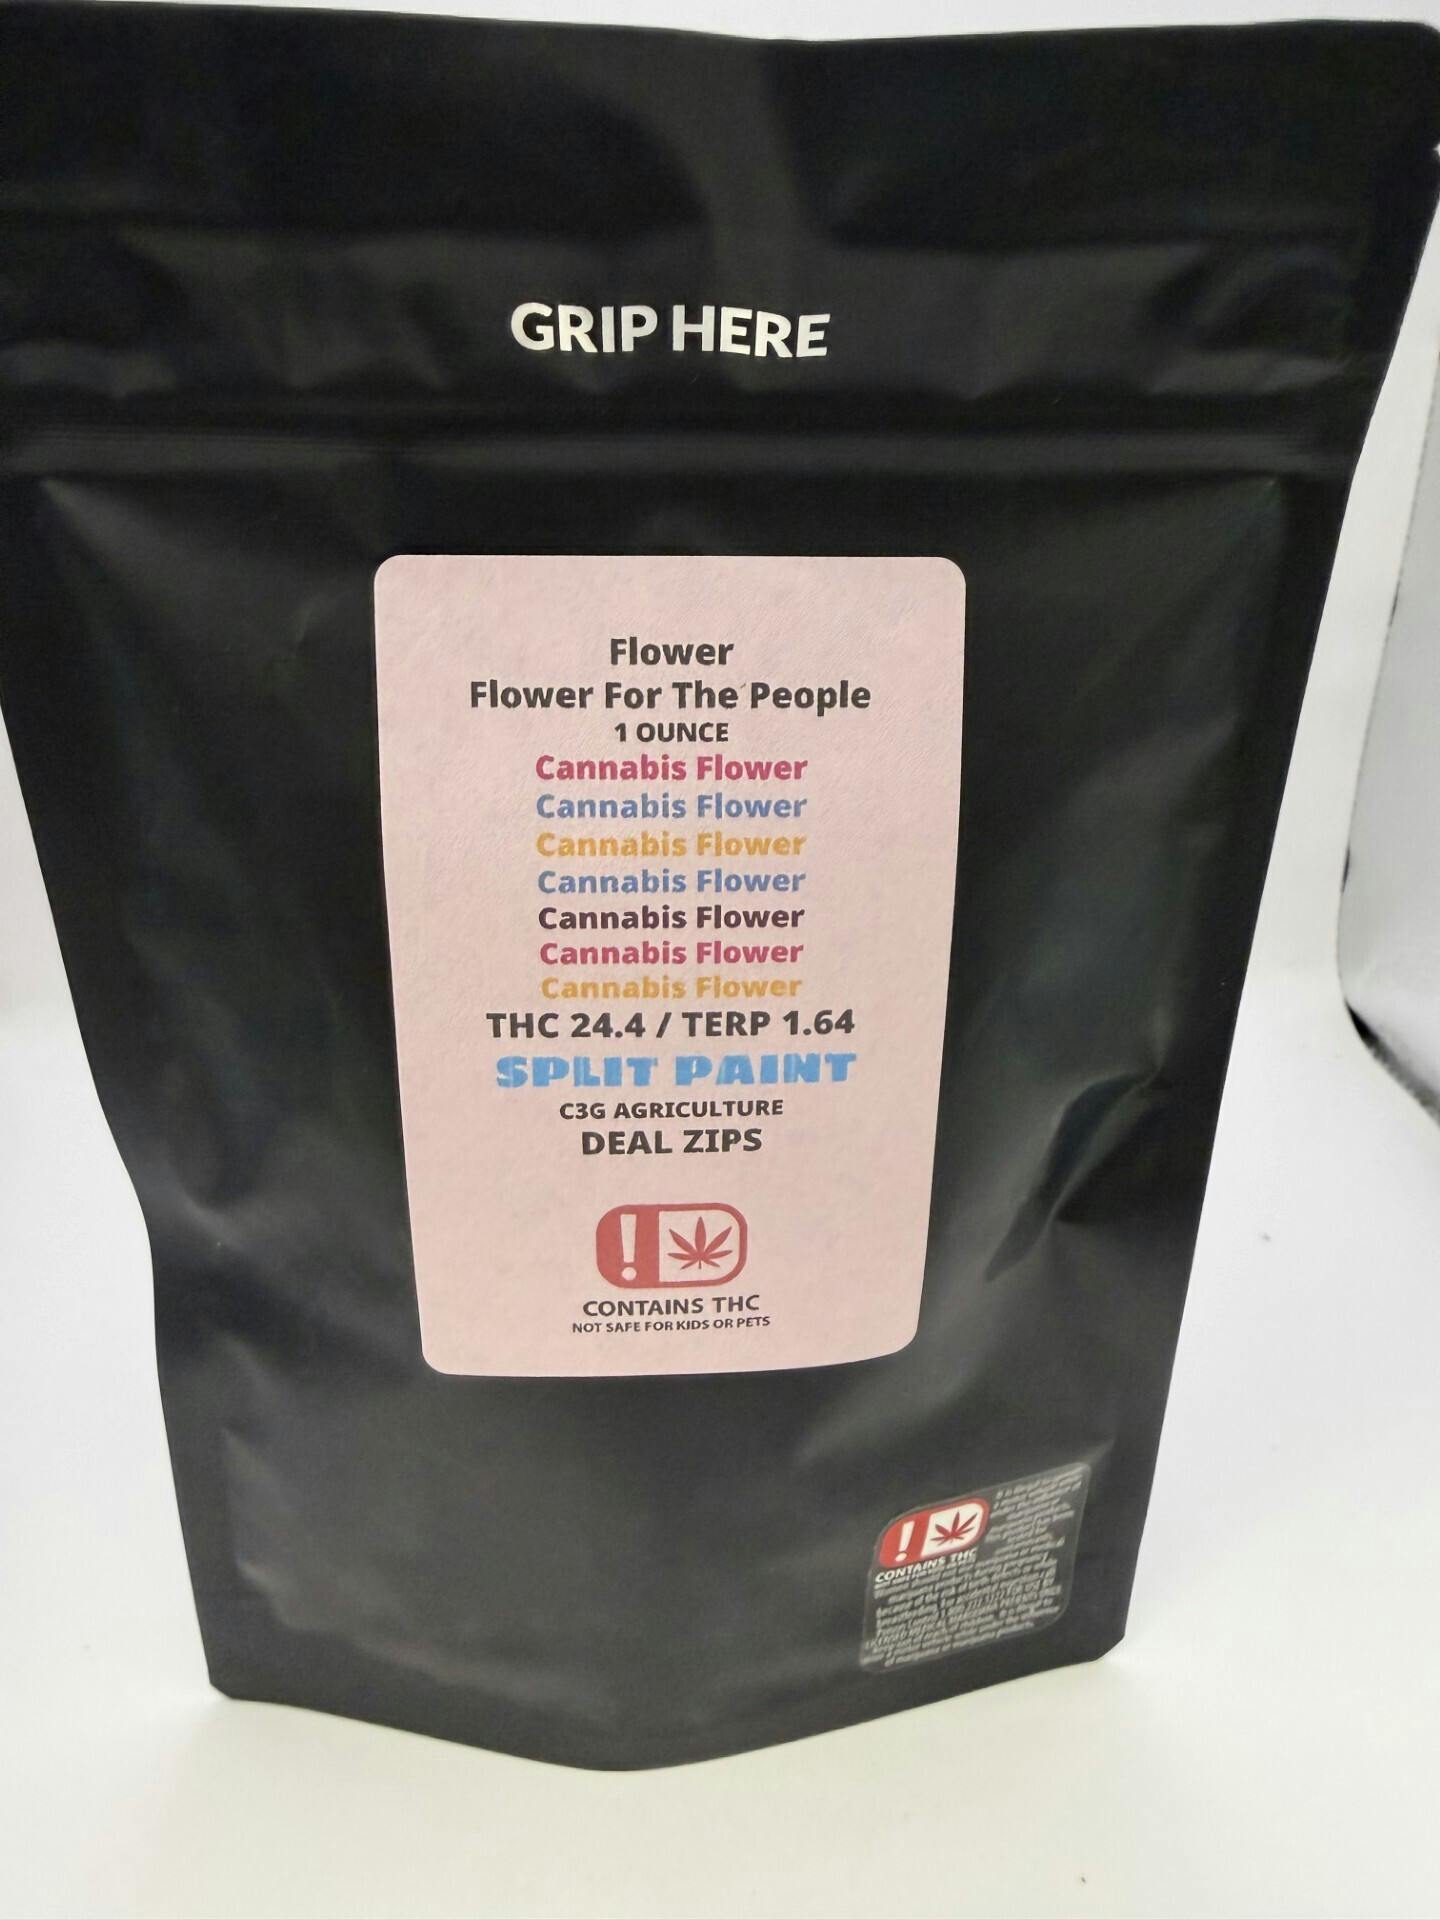 GRIP HERE
Flower
Flower For The People
1 OUNCE
Cannabis Flower
Cannabis Flower
Cannabis Flower
Cannabis Flower
Cannabis Flower
Cannabis Flower
Cannabis Flower
THC 24.4 / TERP 1.64
SPLIT PAINT
C3G AGRICULTURE
DEAL ZIPS
!
CONTAINS THC
NOT SAFE FOR KIDS OR PETS
!
CONTAINS THC